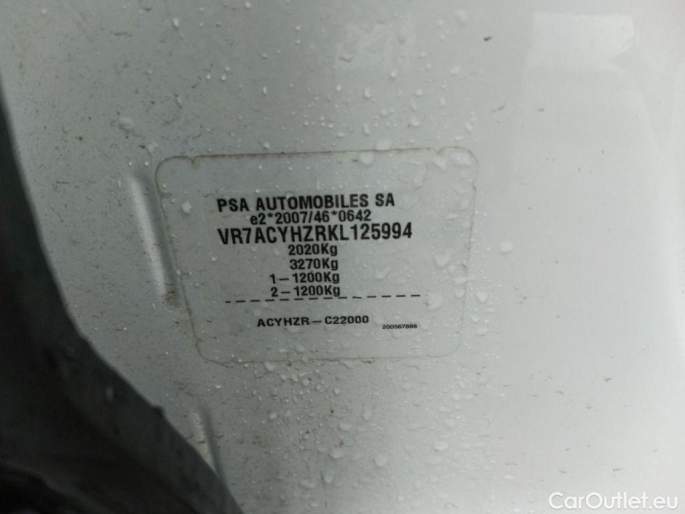 PSA AUTOMOBILES SA
e2*2007/46*0642
VR7ACYHZRKL125994
2020Kg
3270Kg
1-1200Kg
2-1200Kg
ACYHZR-C22000
CarOutlet.eu